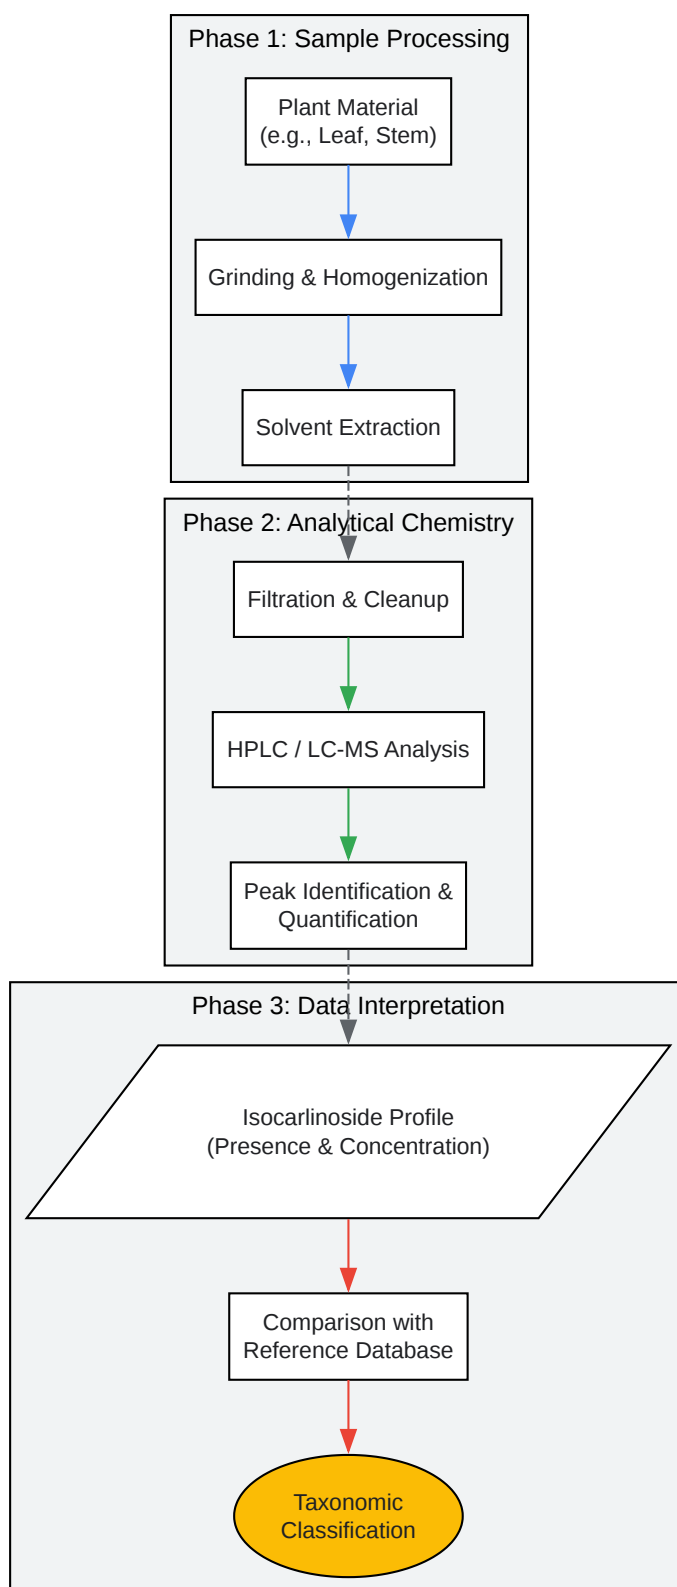 Phase 1: Sample Processing
Plant Material
(e.g., Leaf, Stem)
Grinding & Homogenization
Solvent Extraction
Phase 2: Analytical Chemistry
Filtration & Cleanup
HPLC / LC-MS Analysis
Peak Identification &
Quantification
Phase 3: Data Interpretation
Isocarlinoside Profile
(Presence & Concentration)
Comparison with
Reference Database
Taxonomic
Classification